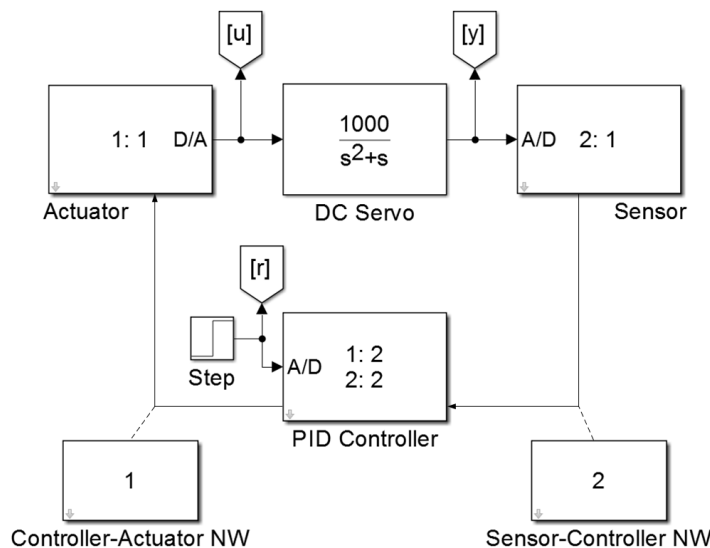 [u]
[y]
1: 1 D/A
1000
s²+s
A/D 2: 1
Actuator
DC Servo
Sensor
[r]
Step
A/D
1: 2
2: 2
PID Controller
1
2
Controller-Actuator NW
Sensor-Controller NW